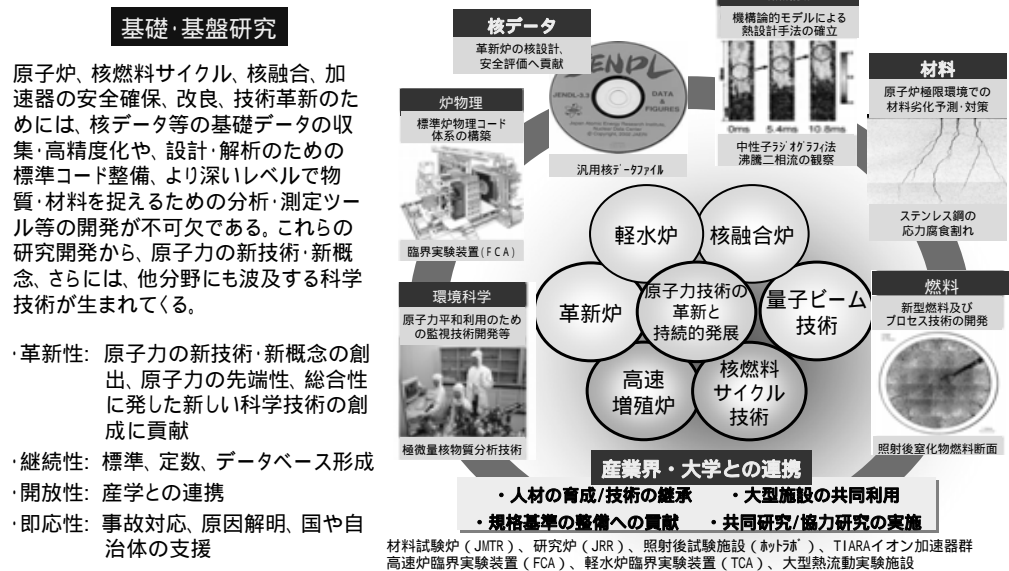 基礎･基盤研究
原子炉、核燃料サイクル、核融合、加
速器の安全確保、改良、技術革新のた
めには、核データ等の基礎データの収
集･高精度化や、設計･解析のための
標準コード整備、より深いレベルで物
質･材料を捉えるための分析･測定ツー
ル等の開発が不可欠である。これらの
研究開発から、原子力の新技術･新概
念、さらには、他分野にも波及する科学
技術が生まれてくる。
･革新性: 原子力の新技術･新概念の創
出、原子力の先端性、総合性
に発した新しい科学技術の創
成に貢献
･継続性: 標準、定数、データベース形成
･開放性: 産学との連携
･即応性: 事故対応、原因解明、国や自
治体の支援
核データ
革新炉の核設計、
安全評価へ貢献
JENDL
JENDL-3.3
DATA
&
FIGURES
汎用核ﾃﾞｰﾀﾌｧｲﾙ
機構論的モデルによる
熱設計手法の確立
0ms 5.4ms 10.8ms
中性子ﾗｼﾞｵｸﾞﾗﾌｨ法
沸騰二相流の観察
材料
原子炉極限環境での
材料劣化予測･対策
ステンレス鋼の
応力腐食割れ
炉物理
標準炉物理コード
体系の構築
臨界実験装置(FCA)
環境科学
原子力平和利用のため
の監視技術開発等
極微量核物質分析技術
燃料
新型燃料及び
プロセス技術の開発
照射後窒化物燃料断面
軽水炉
核融合炉
革新炉
原子力技術の
革新と
持続的発展
量子ビーム
技術
高速
増殖炉
核燃料
サイクル
技術
産業界・大学との連携
・人材の育成/技術の継承 ・大型施設の共同利用
・規格基準の整備への貢献 ・共同研究/協力研究の実施
材料試験炉（JMTR）、研究炉（JRR）、照射後試験施設（ﾎｯﾄﾗﾎﾞ）、TIARAイオン加速器群
高速炉臨界実験装置（FCA）、軽水炉臨界実験装置（TCA）、大型熱流動実験施設